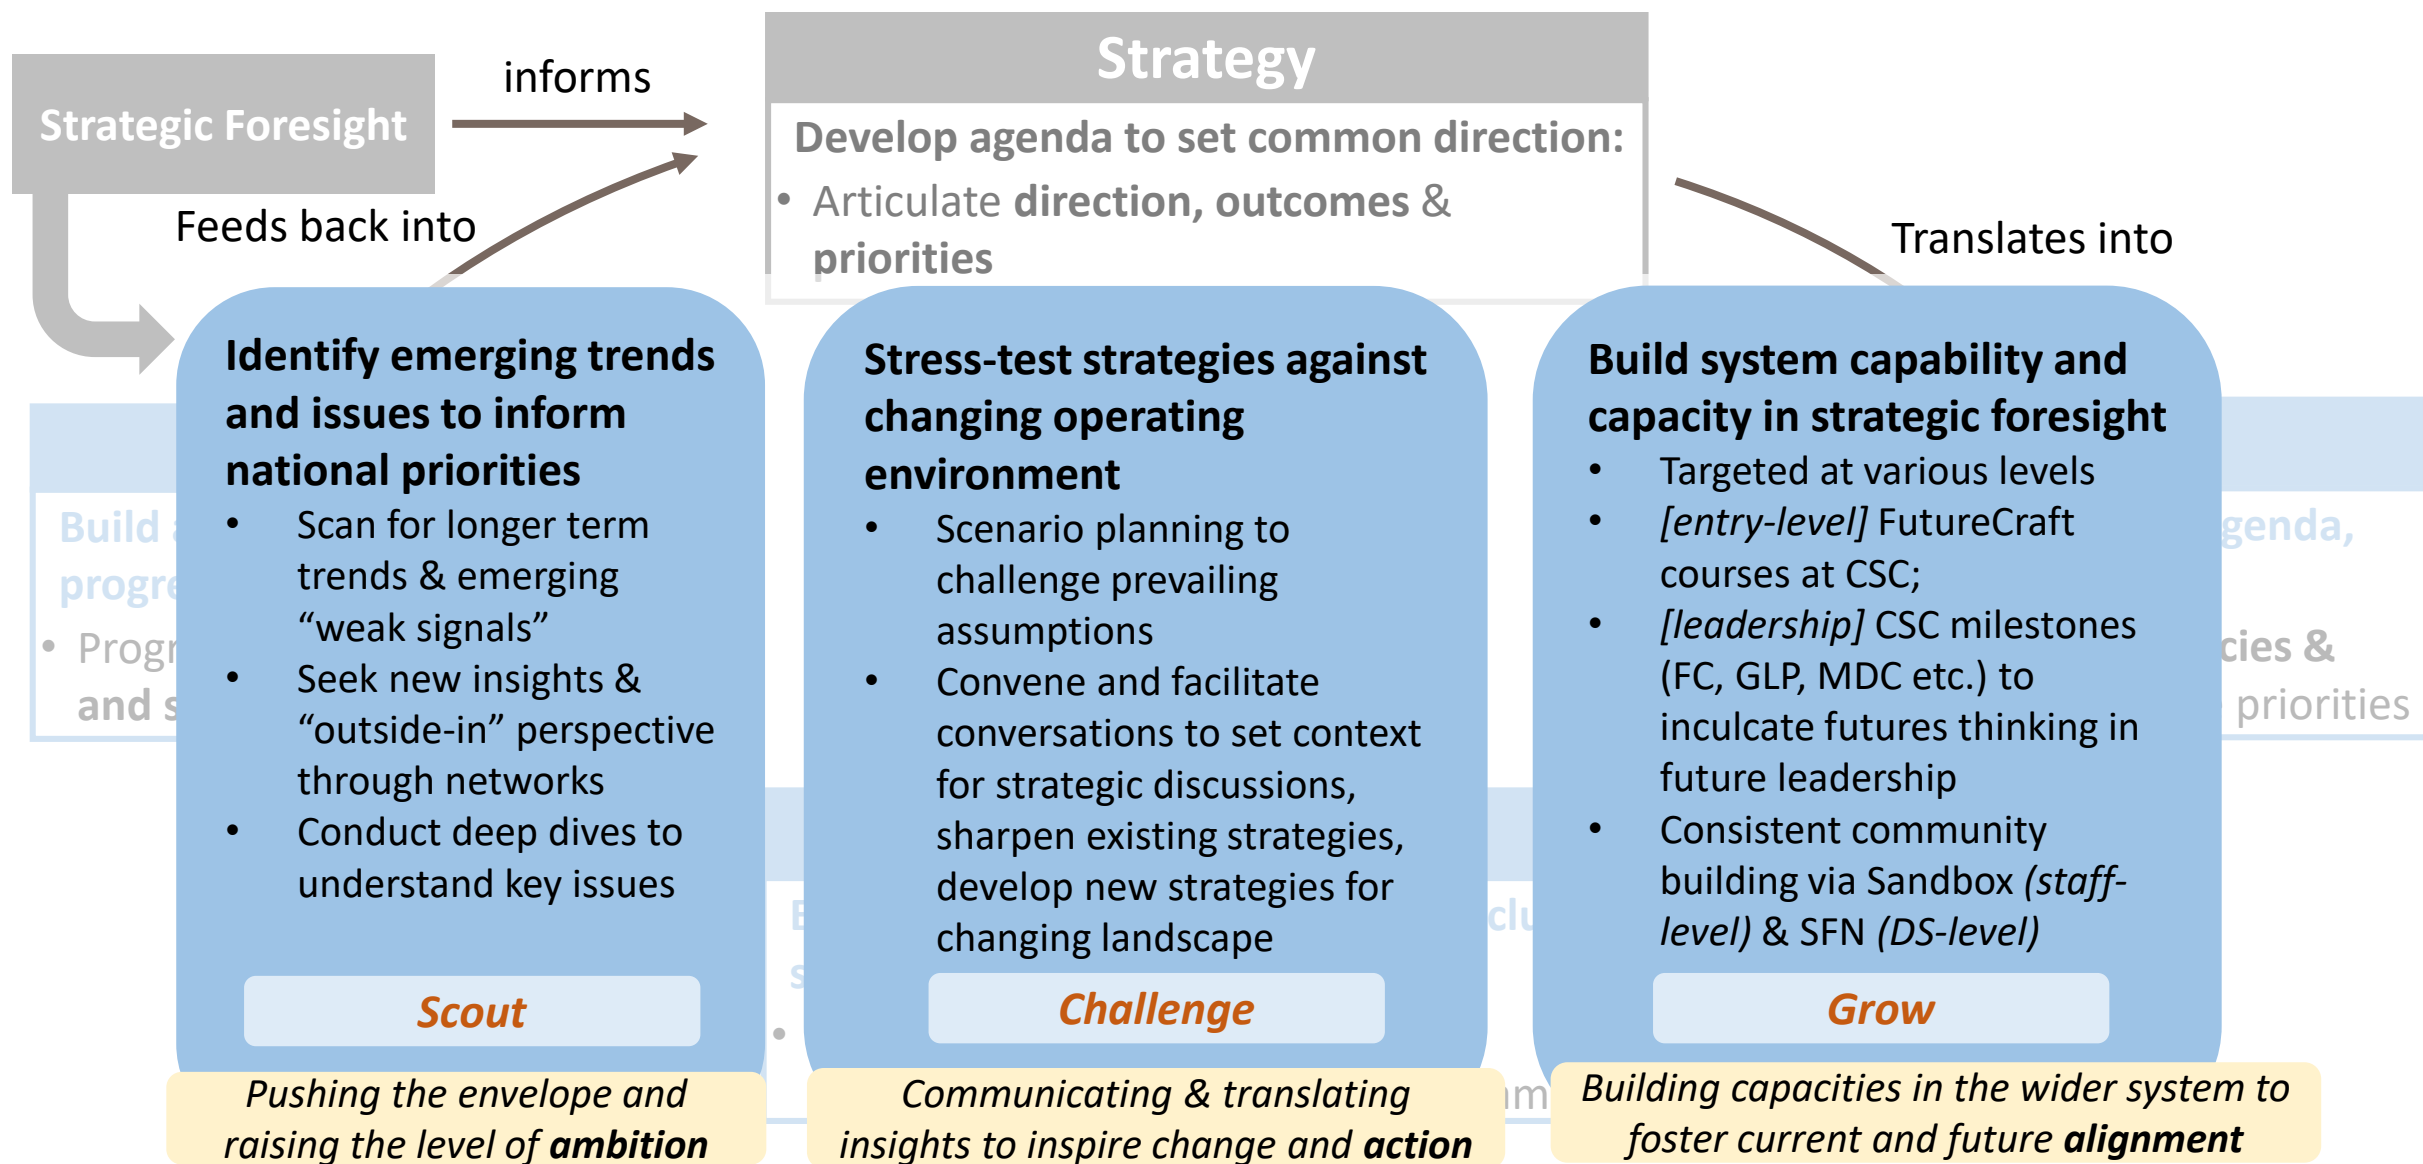 Strategic Foresight
informs
Strategy
Develop agenda to set common direction:
• Articulate direction, outcomes &
priorities
Feeds back into
Translates into
Identify emerging trends
and issues to inform
national priorities
• Scan for longer term
trends & emerging
“weak signals”
• Seek new insights &
“outside-in” perspective
through networks
• Conduct deep dives to
understand key issues
Scout
Pushing the envelope and
raising the level of ambition
Stress-test strategies against
changing operating
environment
• Scenario planning to
challenge prevailing
assumptions
• Convene and facilitate
conversations to set context
for strategic discussions,
sharpen existing strategies,
develop new strategies for
changing landscape
Challenge
Communicating & translating
insights to inspire change and action
Build system capability and
capacity in strategic foresight
• Targeted at various levels
• [entry-level] FutureCraft
courses at CSC;
• [leadership] CSC milestones
(FC, GLP, MDC etc.) to
inculcate futures thinking in
future leadership
• Consistent community
building via Sandbox (staff-
level) & SFN (DS-level)
Grow
Building capacities in the wider system to
foster current and future alignment
Build
and
&
priorities